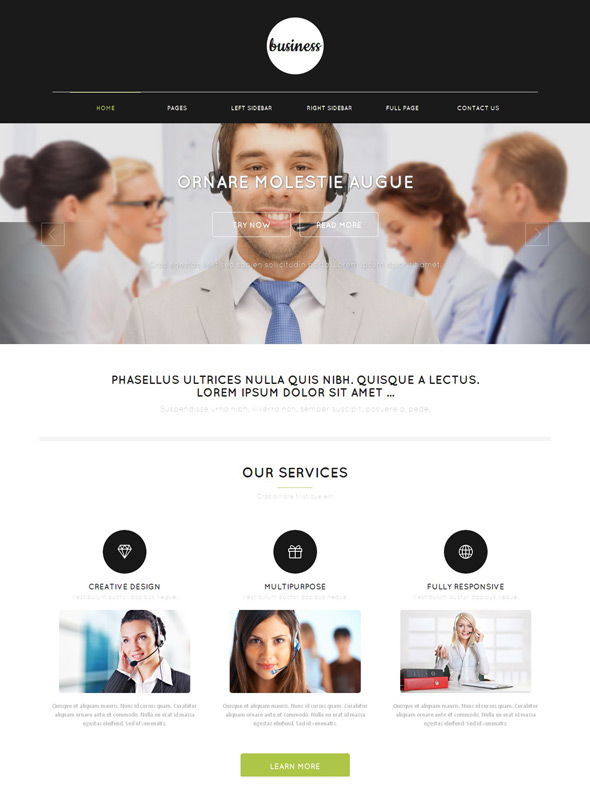 business
HOME PAGES LEFT SIDEBAR RIGHT SIDEBAR FULL PAGE CONTACT US
ORNARE MOLESTIE AUGUE
TRY NOW READ MORE
sollicitudin
PHASELLUS ULTRICES NULLA QUIS NIBH. QUISQUE A LECTUS.
LOREM IPSUM DOLOR SIT AMET ...
Suspendisse urna nibh, viverra non, semper suscipit, posuere a, pede.
OUR SERVICES
Cras ornare tristique elit
CREATIVE DESIGN MULTIPURPOSE FULLY RESPONSIVE
Vestibulum auctor dapibus neque. Vestibulum auctor dapibus neque. Vestibulum auctor dapibus neque.
Quisque et aliquam mauris. Nunc id cursus quam. Curabitur Quisque et aliquam mauris. Nunc id cursus quam. Curabitur Quisque et aliquam mauris. Nunc id cursus quam. Curabitur
aliquam ornare ante et commodo. Nulla en erat id massa aliquam ornare ante et commodo. Nulla en erat id massa aliquam ornare ante et commodo. Nulla en erat id massa
egestas eleifend. Sed id venenatis. egestas eleifend. Sed id venenatis. egestas eleifend. Sed id venenatis.
LEARN MORE